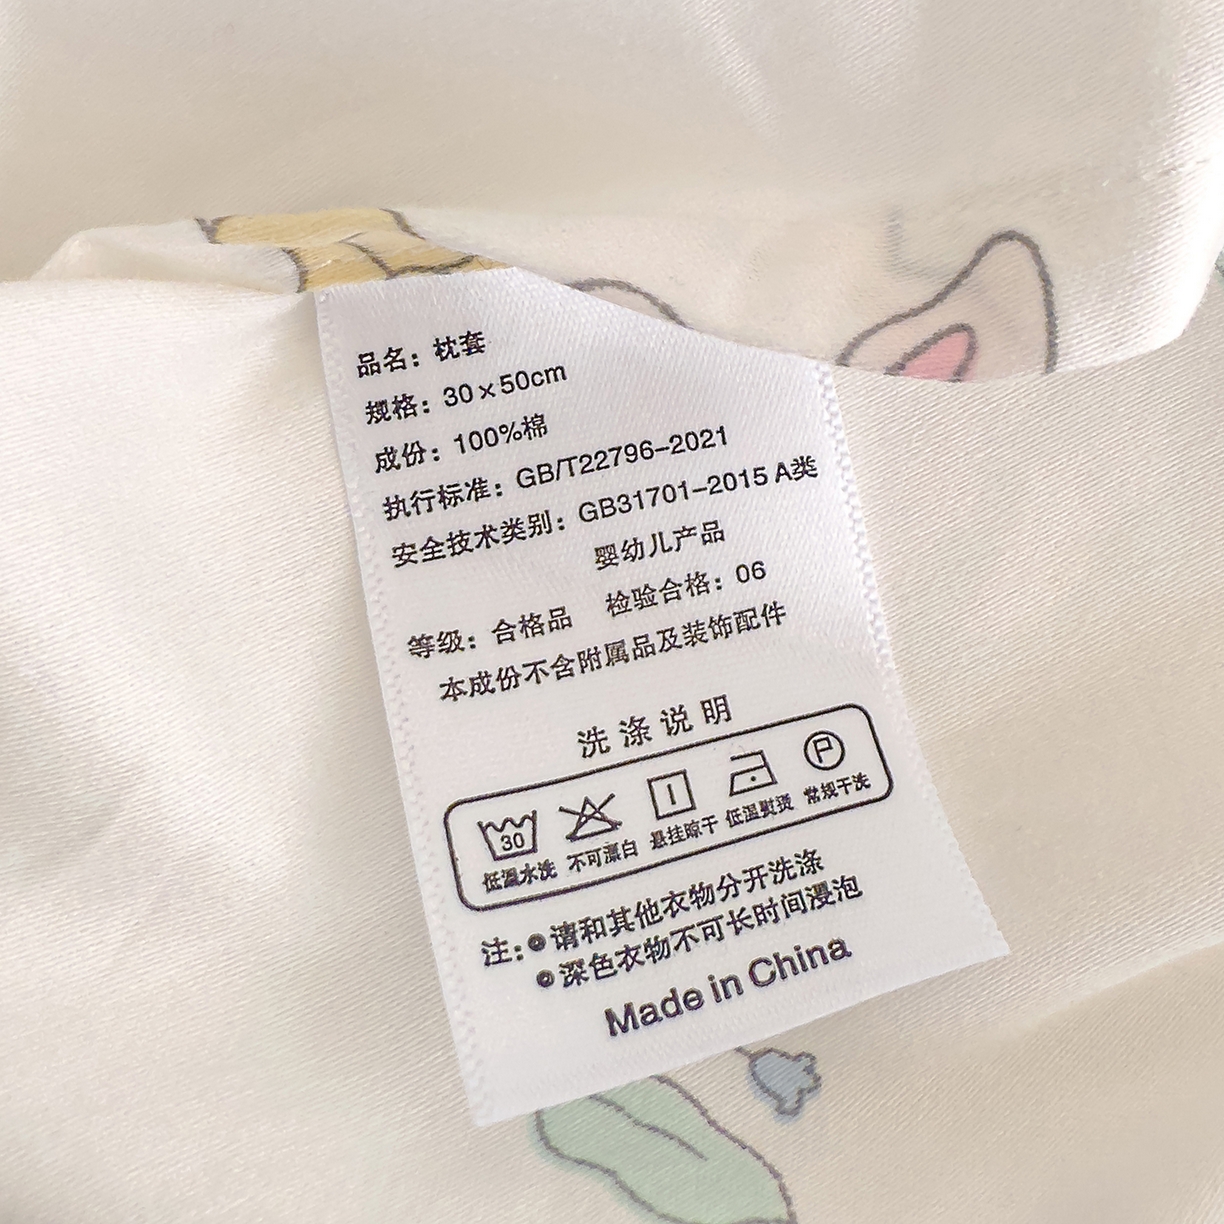 品名：枕套
规格：30×50cm
成份：100%棉
执行标准：GB/T22796-2021
安全技术类别：GB31701-2015 A类
婴幼儿产品
等级：合格品 检验合格：06
本成份不含附属品及装饰配件
洗涤说明
30 P
低温水洗 不可漂白 悬挂晾干 低温熨烫 常规干洗
注：●请和其他衣物分开洗涤
●深色衣物不可长时间浸泡
Made in China